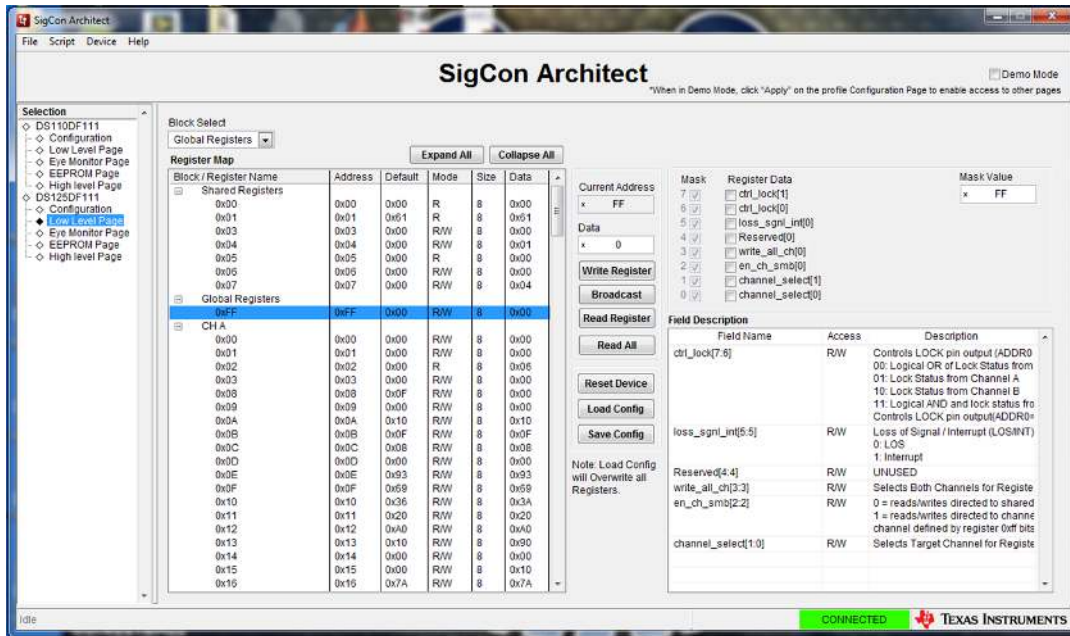 SigCon Architect
File Script Device Help
SigCon Architect
Demo Mode
"When in Demo Mode, click "Apply" on the profile Configuration Page to enable access to other pages
Selection
DS110DF111
Configuration
Low Level Page
Eye Monitor Page
EEPROM Page
High level Page
DS125DF111
Configuration
Low Level Page
Eye Monitor Page
EEPROM Page
High level Page
Block Select
Global Registers
Register Map
Expand All Collapse All
Block / Register Name Address Default Mode Size Data
Shared Registers
0x00 0x00 0x00 R 8 0x00
0x01 0x01 0x61 R 8 0x61
0x03 0x03 0x00 R/W 8 0x00
0x04 0x04 0x00 R/W 8 0x01
0x05 0x05 0x00 R 8 0x00
0x06 0x06 0x00 R/W 8 0x00
0x07 0x07 0x00 R/W 8 0x04
Global Registers
0xFF 0xFF 0x00 R/W 8 0x00
CH A
0x00 0x00 0x00 R/W 8 0x00
0x01 0x01 0x00 R/W 8 0x00
0x02 0x02 0x00 R 8 0x06
0x03 0x03 0x00 R/W 8 0x00
0x08 0x08 0x0F R/W 8 0x00
0x09 0x09 0x00 R/W 8 0x00
0x0A 0x0A 0x10 R/W 8 0x10
0x0B 0x0B 0x0F R/W 8 0x0F
0x0C 0x0C 0x08 R/W 8 0x08
0x0D 0x0D 0x00 R/W 8 0x00
0x0E 0x0E 0x93 R/W 8 0x93
0x0F 0x0F 0x69 R/W 8 0x69
0x10 0x10 0x36 R/W 8 0x3A
0x11 0x11 0x20 R/W 8 0x20
0x12 0x12 0xA0 R/W 8 0xA0
0x13 0x13 0x10 R/W 8 0x90
0x14 0x14 0x00 R/W 8 0x00
0x15 0x15 0x00 R/W 8 0x10
0x16 0x16 0x7A R/W 8 0x7A
Current Address
x FF
Data
x 0
Write Register
Broadcast
Read Register
Read All
Reset Device
Load Config
Save Config
Note: Load Config
will Overwrite all
Registers.
Mask Register Data
7 ctrl_lock[1]
6 ctrl_lock[0]
5 loss_sgnl_int[0]
4 Reserved[0]
3 write_all_ch[0]
2 en_ch_smb[0]
1 channel_select[1]
0 channel_select[0]
Mask Value
x FF
Field Description
Field Name Access Description
ctrl_lock[7:6] R/W Controls LOCK pin output (ADDR0
00: Logical OR of Lock Status from
01: Lock Status from Channel A
10: Lock Status from Channel B
11: Logical AND and lock status fro
Controls LOCK pin output(ADDR0=
loss_sgnl_int[5:5] R/W Loss of Signal / Interrupt (LOS/INT)
0: LOS
1: Interrupt
Reserved[4:4] R/W UNUSED
write_all_ch[3:3] R/W Selects Both Channels for Registe
en_ch_smb[2:2] R/W 0 = reads/writes directed to shared
1 = reads/writes directed to channe
channel defined by register 0xff bits
channel_select[1:0] R/W Selects Target Channel for Registe
Idle
CONNECTED
TEXAS INSTRUMENTS